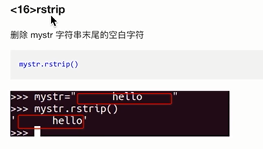 <16>rstrip
删除 mystr 字符串末尾的空白字符
mystr.rstrip()
>>> mystr="      hello      "
>>> mystr.rstrip()
'      hello'
>>>